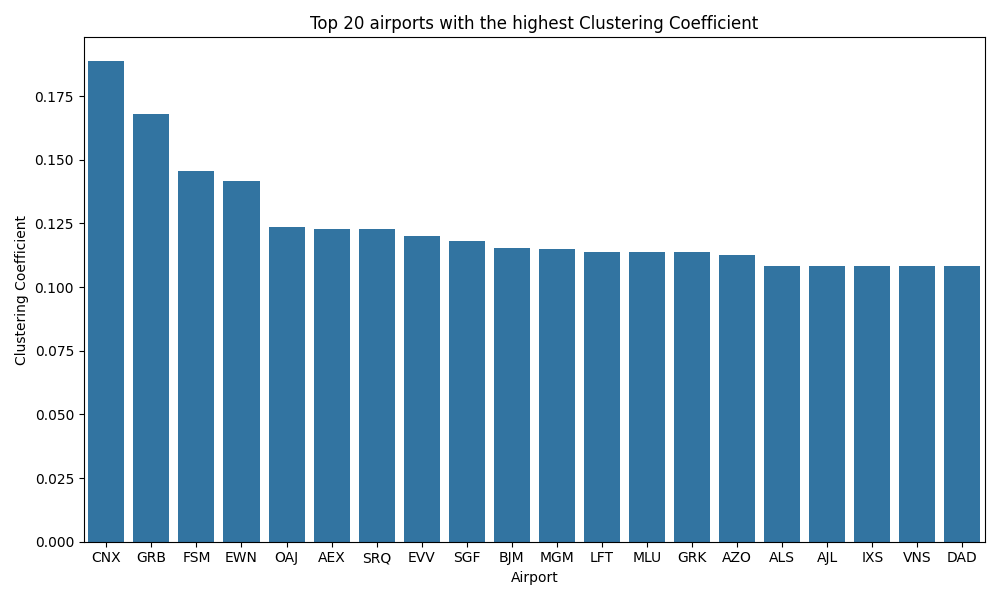 Top 20 airports with the highest Clustering Coefficient
Clustering Coefficient
0.175
0.150
0.125
0.100
0.075
0.050
0.025
0.000
CNX GRB FSM EWN OAJ AEX SRQ EVV SGF BJM MGM LFT MLU GRK AZO ALS AJL IXS VNS DAD
Airport